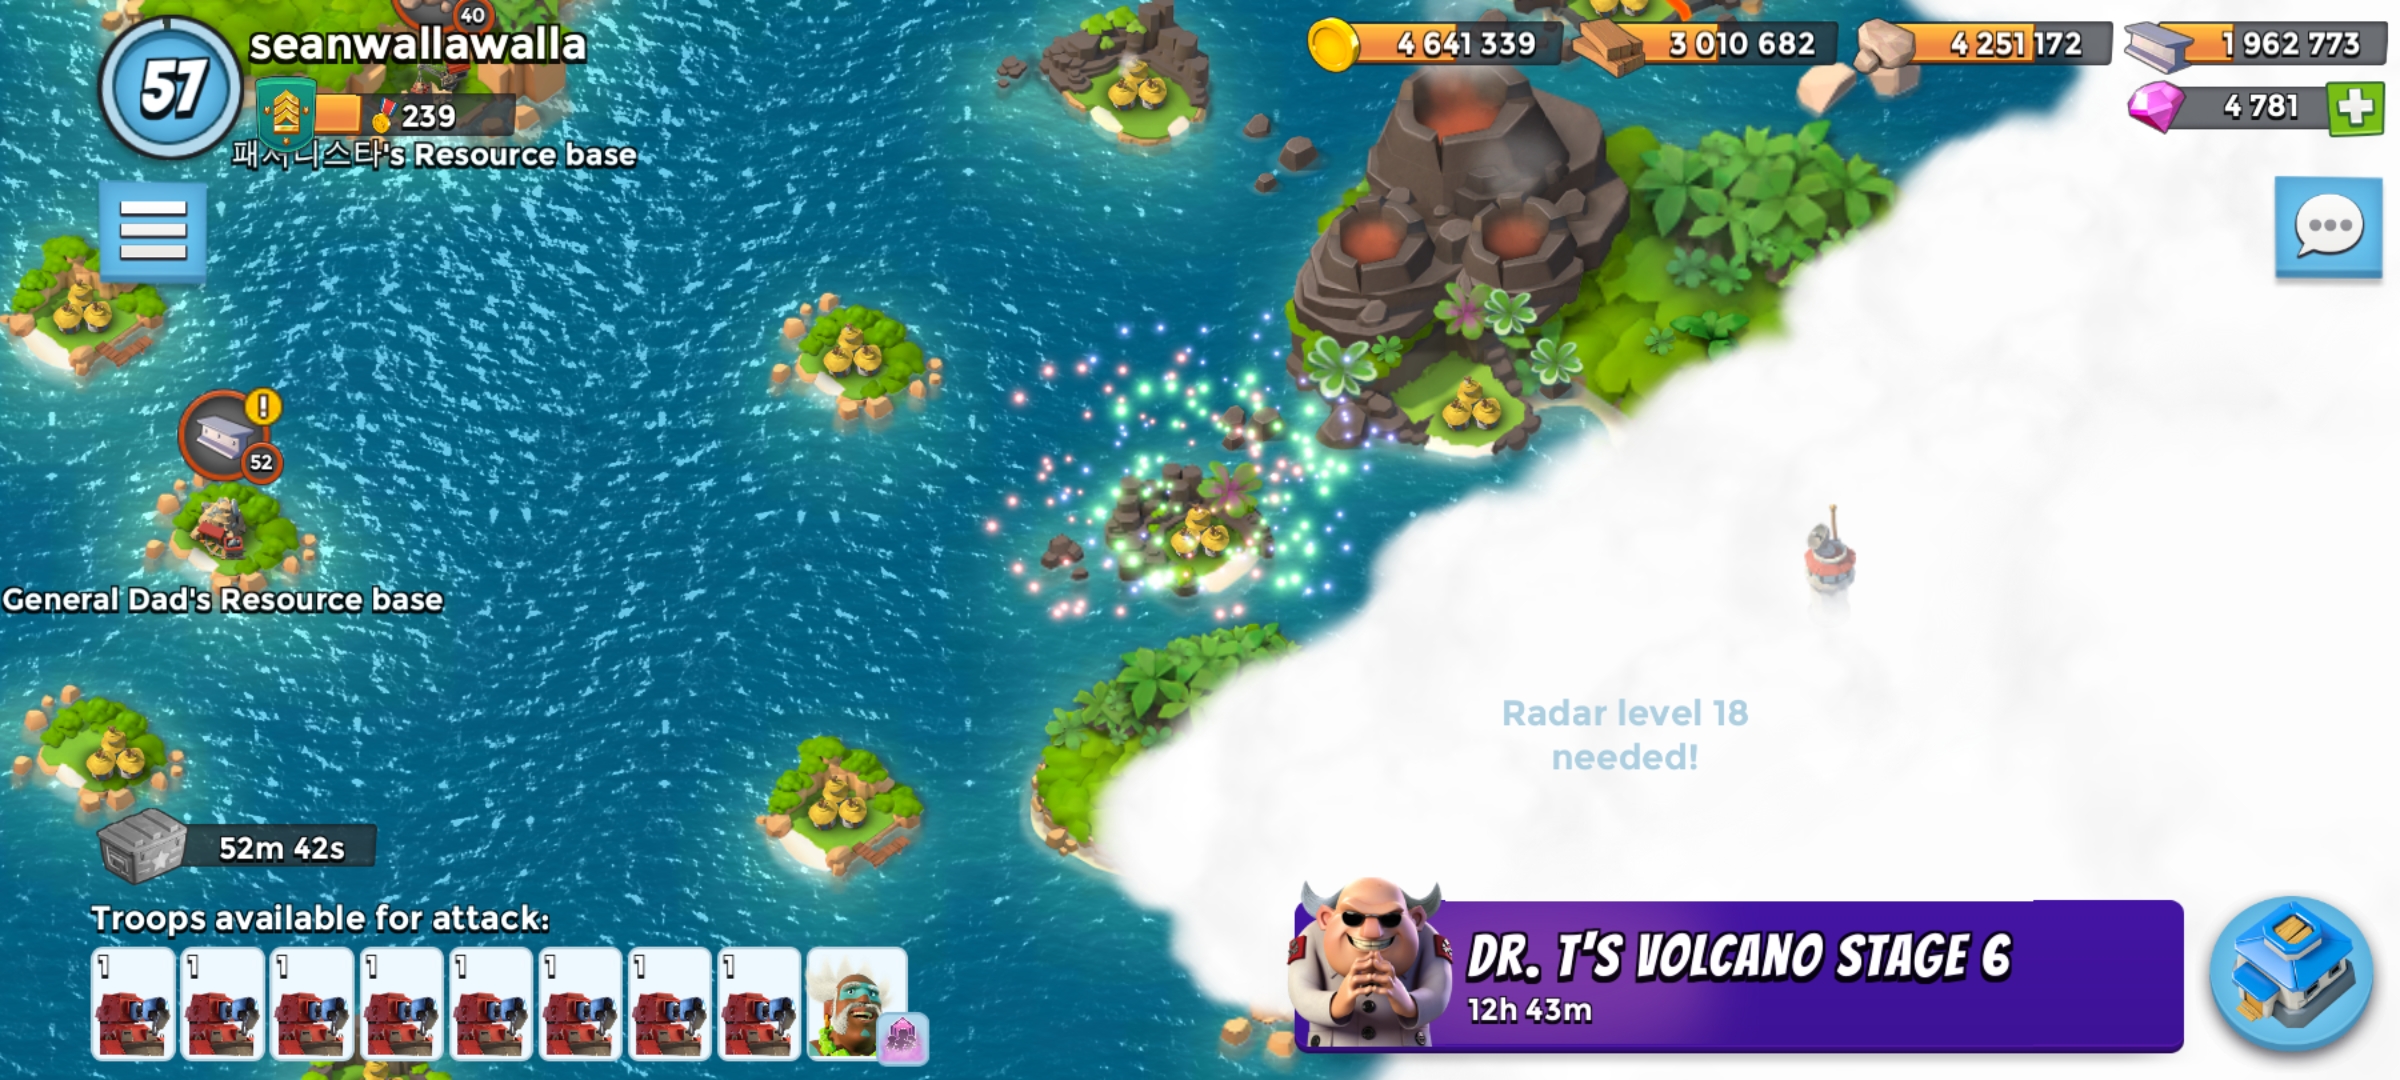 40
57
seanwallawalla
239
패셔니스타's Resource base
4 641 339
3 010 682
4 251 172
1 962 773
4 781
!
52
General Dad's Resource base
Radar level 18
needed!
52m 42s
Troops available for attack:
1 1 1 1 1 1 1 1
DR. T'S VOLCANO STAGE 6
12h 43m